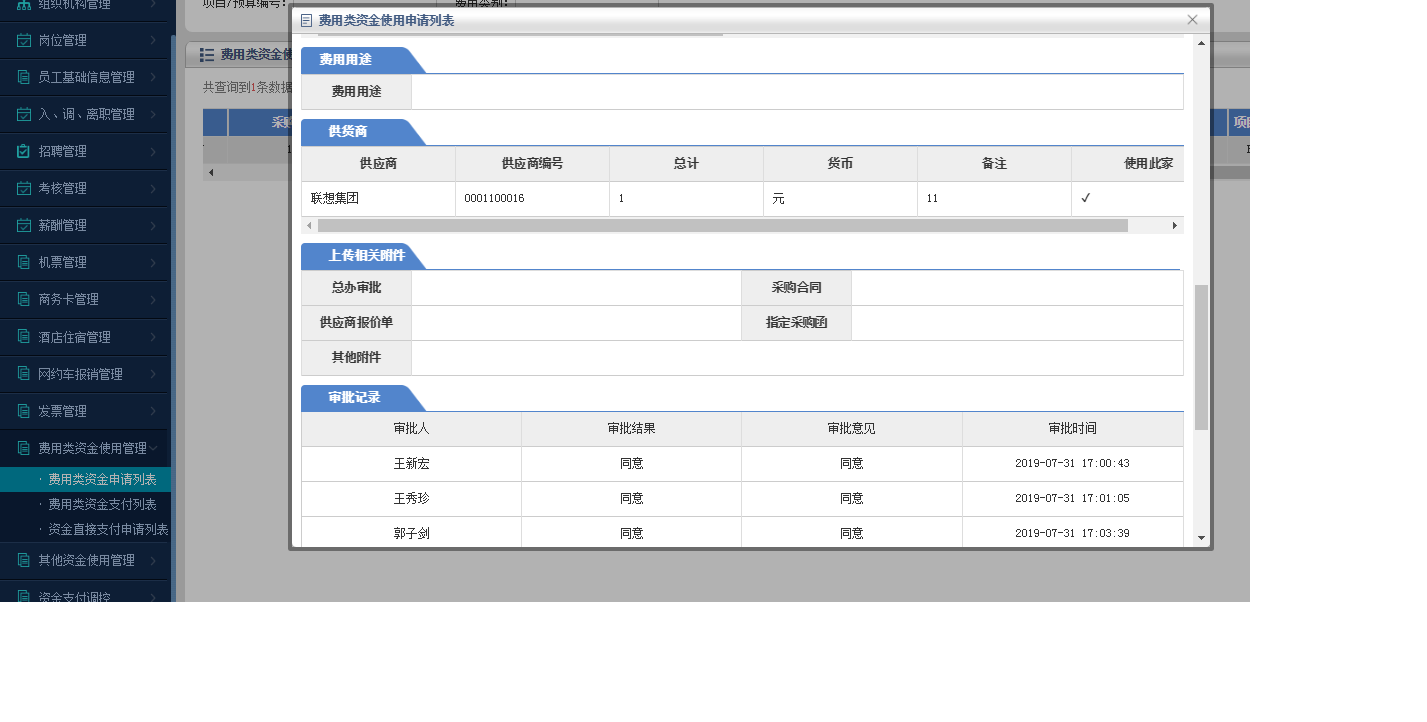 组织机构管理
岗位管理
员工基础信息管理
入、调、离职管理
招聘管理
考核管理
薪酬管理
机票管理
商务卡管理
酒店住宿管理
网约车报销管理
发票管理
费用类资金使用管理
· 费用类资金申请列表
· 费用类资金支付列表
· 资金直接支付申请列表
其他资金使用管理
资金支付调控
项目/预算编号:
费用类别:
费用类资金使
共查询到1条数据
采购
项目
费用类资金使用申请列表
费用用途
费用用途
供货商
供应商 供应商编号 总计 货币 备注 使用此家
联想集团 0001100016 1 元 11 ✓
上传相关附件
总办审批 采购合同
供应商报价单 指定采购函
其他附件
审批记录
审批人 审批结果 审批意见 审批时间
王新宏 同意 同意 2019-07-31 17:00:43
王秀珍 同意 同意 2019-07-31 17:01:05
郭子剑 同意 同意 2019-07-31 17:03:39